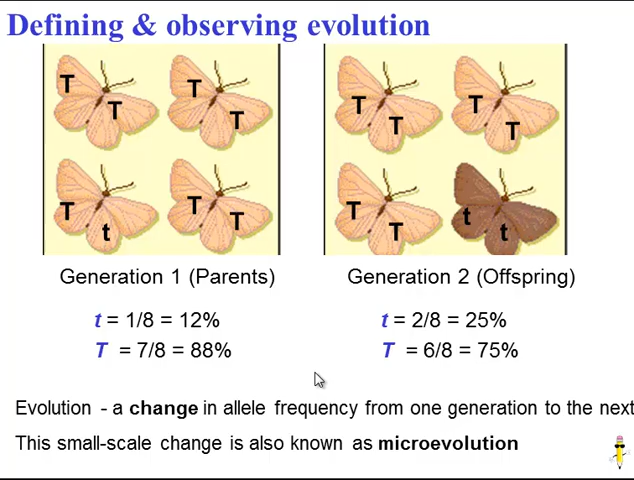 Defining & observing evolution
T T T T
T t T T
T T T T
T T t t
Generation 1 (Parents)
t = 1/8 = 12%
T = 7/8 = 88%
Generation 2 (Offspring)
t = 2/8 = 25%
T = 6/8 = 75%
Evolution - a change in allele frequency from one generation to the next
This small-scale change is also known as microevolution